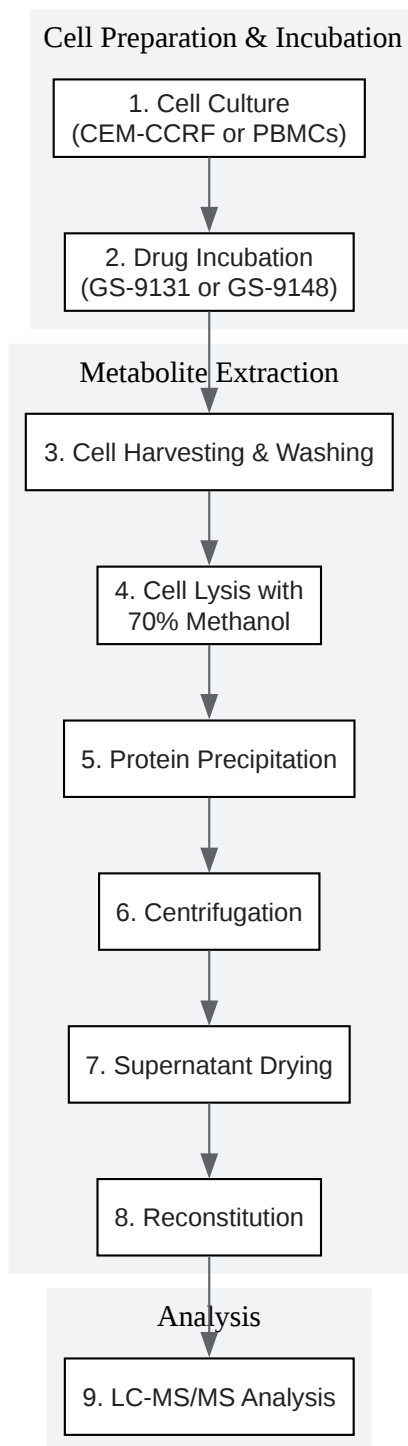 Cell Preparation & Incubation
1. Cell Culture
(CEM-CCRF or PBMCs)
2. Drug Incubation
(GS-9131 or GS-9148)
Metabolite Extraction
3. Cell Harvesting & Washing
4. Cell Lysis with
70% Methanol
5. Protein Precipitation
6. Centrifugation
7. Supernatant Drying
8. Reconstitution
Analysis
9. LC-MS/MS Analysis